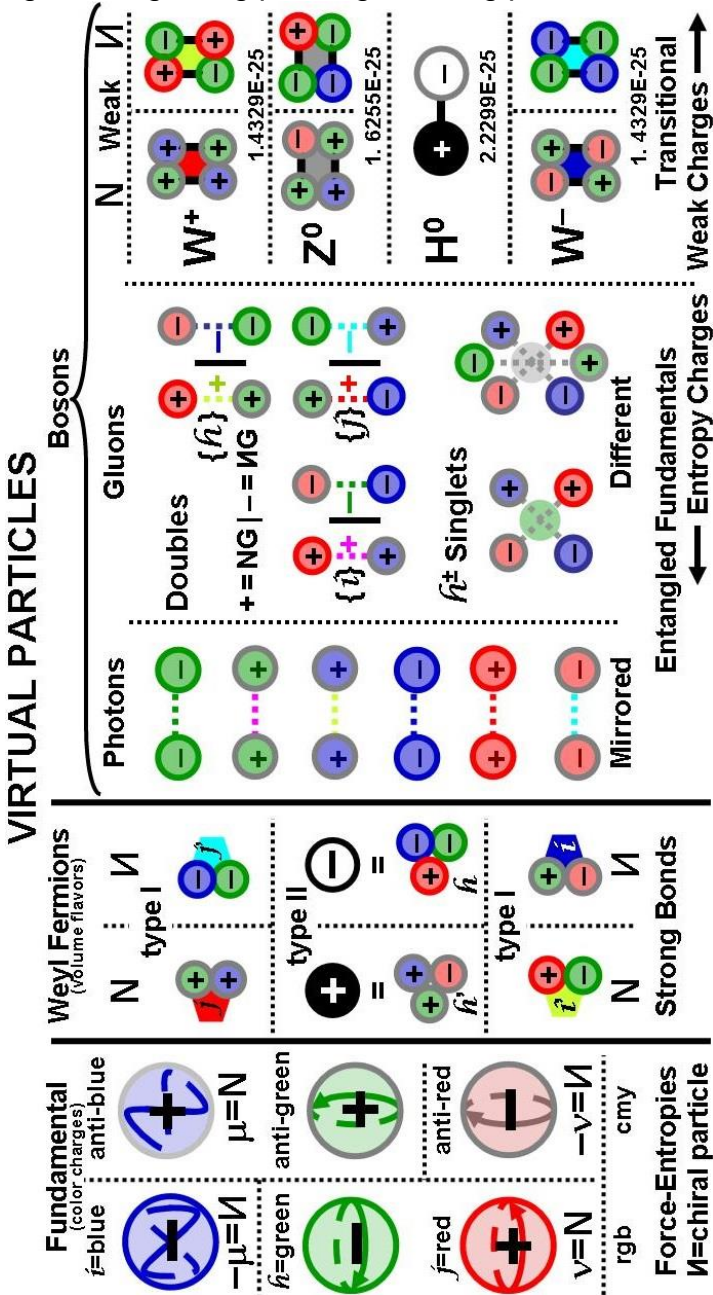 VIRTUAL PARTICLES
Fundamental
(color charges)
i=blue
anti-blue
−
+
−μ=И
μ=N
ɧ=green
anti-green
−
+
j=red
anti-red
+
−
ν=N
−ν=И
rgb
cmy
Force-Entropies
И=chiral particle
Weyl Fermions
(volume flavors)
N
И
type I
+
+
−
−
j
j
type II
+
−
=
=
+
+
−
−
+
−
ɧ'
ɧ
type I
+
−
+
−
i
i
N
И
Strong Bonds
Bosons
Photons
−
−
+
+
+
+
−
−
+
+
−
−
Mirrored
Gluons
Doubles
+ = NG | − = ИG
+
+
+
−
−
−
{ɧ}
+
+
+
−
−
−
{i}
+
+
−
−
−
+
{j}
ɧ± Singlets
−
+
−
+
−
−
+
−
+
+
Different
Entangled Fundamentals
Entropy Charges
Weak
N
И
W+
+
+
+
+
+
−
−
+
1.4329E-25
Z0
+
−
+
+
−
+
−
−
1. 6255E-25
H0
+
−
2.2299E-25
W−
−
+
+
−
−
−
−
−
1. 4329E-25
Transitional
Weak Charges